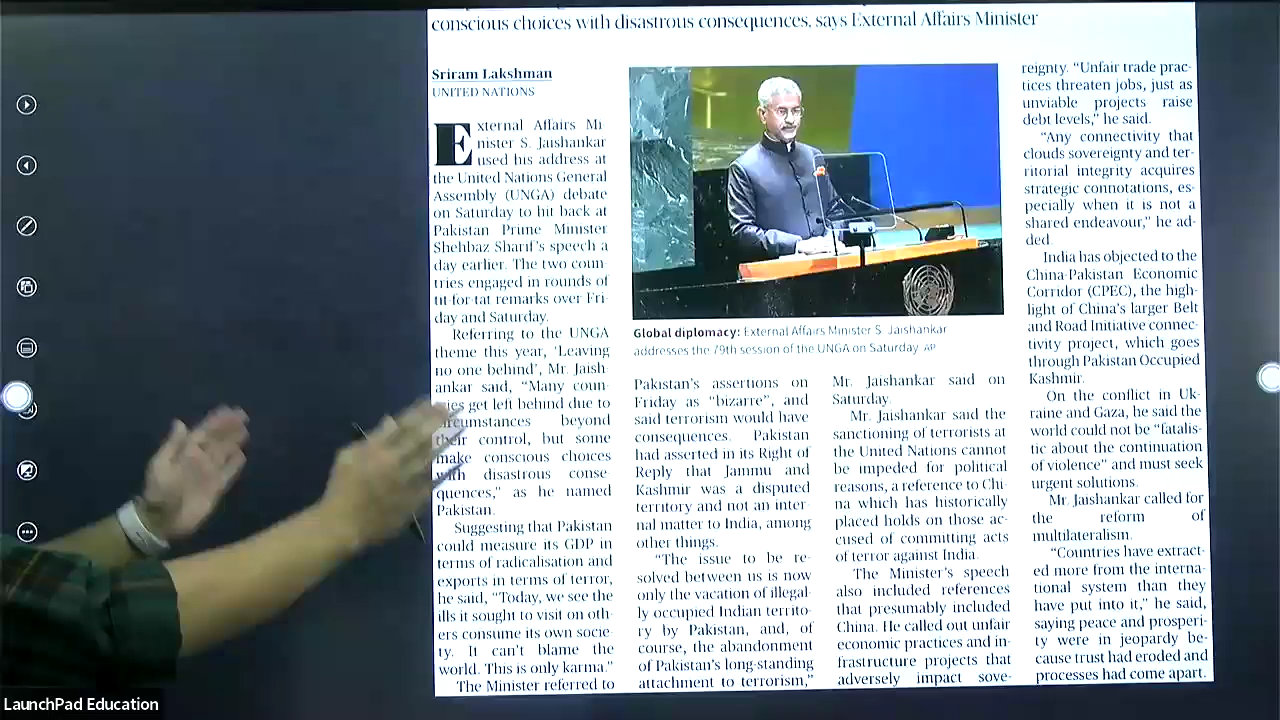 conscious choices with disastrous consequences, says External Affairs Minister
Sriram Lakshman
UNITED NATIONS
External Affairs Mi-
nister S. Jaishankar
used his address at
the United Nations General
Assembly (UNGA) debate
on Saturday to hit back at
Pakistan Prime Minister
Shehbaz Sharif's speech a
day earlier. The two coun-
tries engaged in rounds of
tit-for-tat remarks over Fri-
day and Saturday.
Referring to the UNGA
theme this year, 'Leaving
no one behind', Mr. Jaish-
ankar said, "Many coun-
get left behind due to
circumstances beyond
their control, but some
make conscious choices
with disastrous conse-
quences," as he named
Pakistan.
Suggesting that Pakistan
could measure its GDP in
terms of radicalisation and
exports in terms of terror,
he said, "Today, we see the
ills it sought to visit on oth-
ers consume its own socie-
ty. It can't blame the
world. This is only karma."
The Minister referred to
Global diplomacy: External Affairs Minister S. Jaishankar
addresses the 79th session of the UNGA on Saturday. AP
Pakistan's assertions on
Friday as "bizarre", and
said terrorism would have
consequences. Pakistan
had asserted in its Right of
Reply that Jammu and
Kashmir was a disputed
territory and not an inter-
nal matter to India, among
other things.
"The issue to be re-
solved between us is now
only the vacation of illegal-
ly occupied Indian territo-
ry by Pakistan, and, of
course, the abandonment
of Pakistan's long-standing
attachment to terrorism,"
Mr. Jaishankar said on
Saturday.
Mr. Jaishankar said the
sanctioning of terrorists at
the United Nations cannot
be impeded for political
reasons, a reference to Chi-
na which has historically
placed holds on those ac-
cused of committing acts
of terror against India.
The Minister's speech
also included references
that presumably included
China. He called out unfair
economic practices and in-
frastructure projects that
adversely impact sove-
reignty. "Unfair trade prac-
tices threaten jobs, just as
unviable projects raise
debt levels," he said.
"Any connectivity that
clouds sovereignty and ter-
ritorial integrity acquires
strategic connotations, es-
pecially when it is not a
shared endeavour," he ad-
ded.
India has objected to the
China-Pakistan Economic
Corridor (CPEC), the high-
light of China's larger Belt
and Road Initiative connec-
tivity project, which goes
through Pakistan Occupied
Kashmir.
On the conflict in Uk-
raine and Gaza, he said the
world could not be "fatalis-
tic about the continuation
of violence" and must seek
urgent solutions.
Mr. Jaishankar called for
the reform of
multilateralism.
"Countries have extract-
ed more from the interna-
tional system than they
have put into it," he said,
saying peace and prosperi-
ty were in jeopardy be-
cause trust had eroded and
processes had come apart.
LaunchPad Education